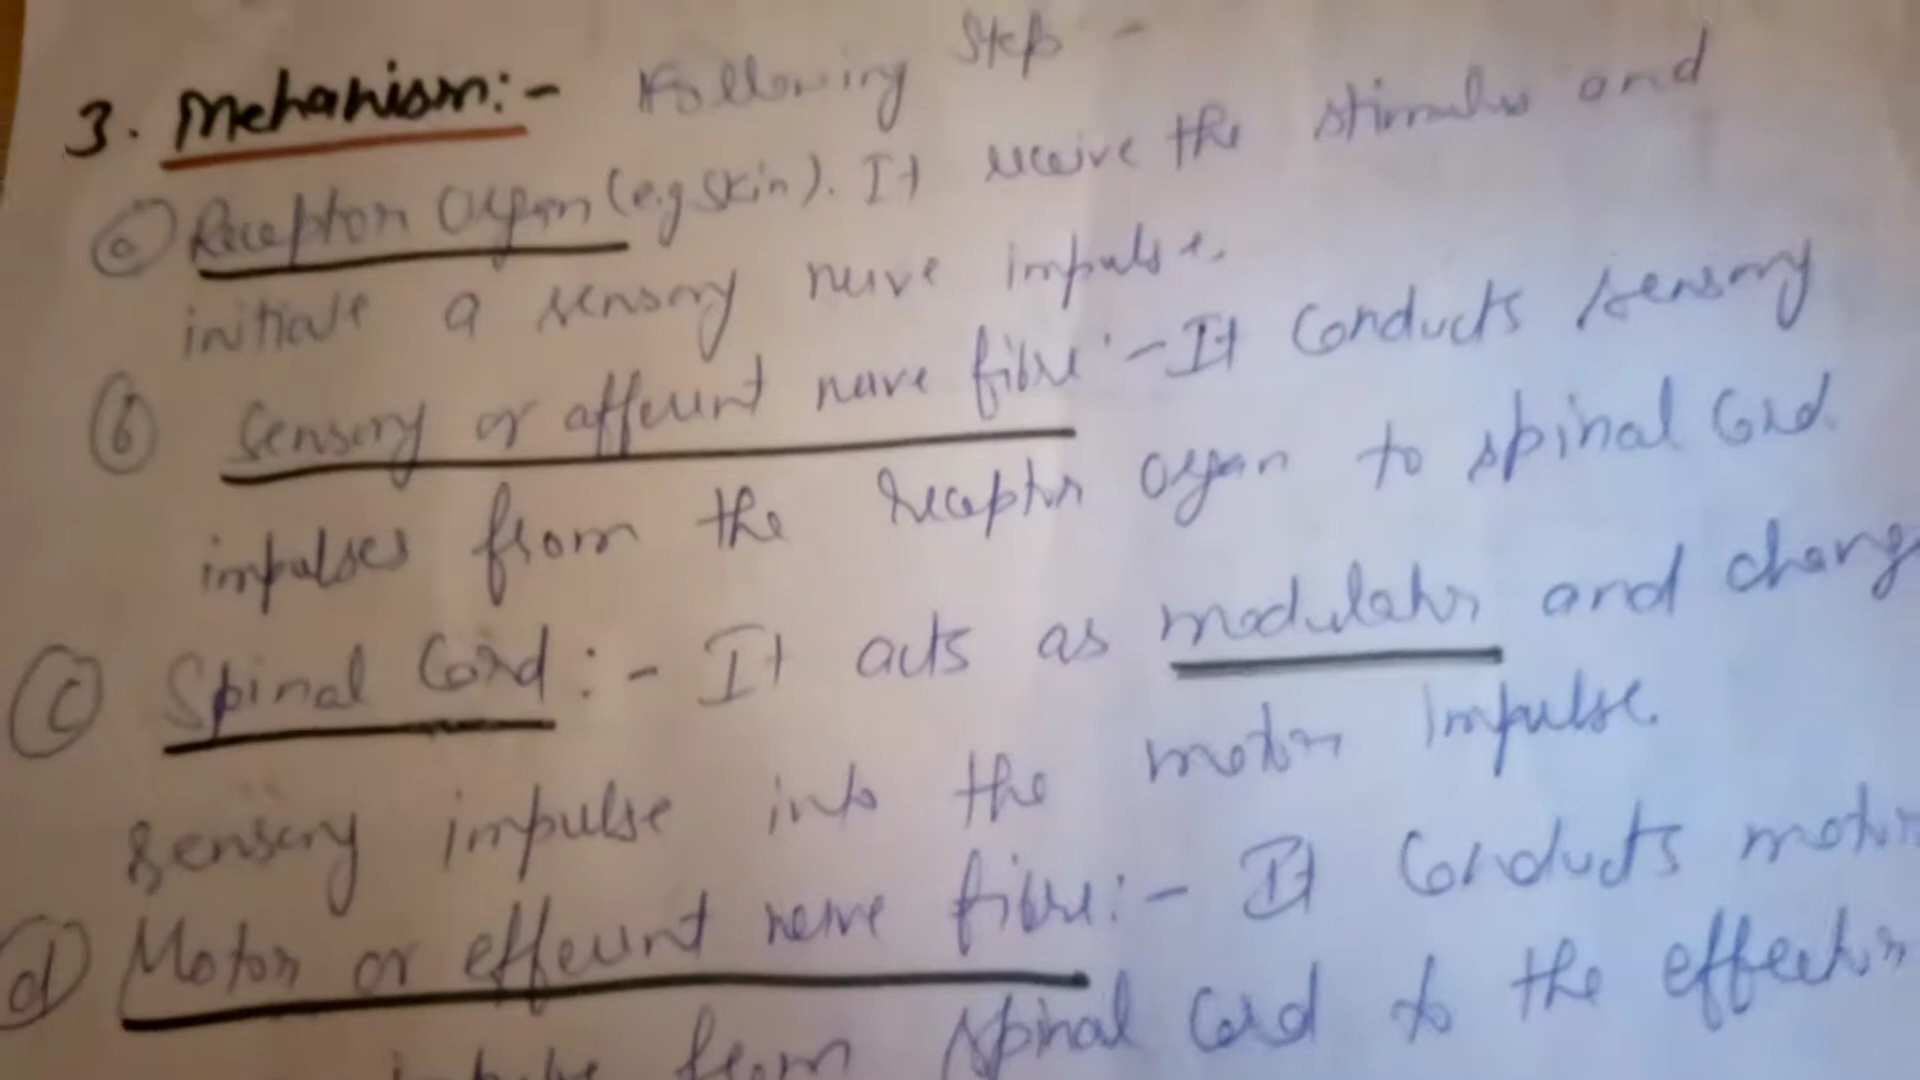 3. Mehanism:- Following Step -
(a) Receptor organ (e.g skin). It receive the stimulus and
initiate a sensory nerve impulse.
(b) Sensory or afferent nerve fibre:- It Conducts sensory
impulses from the receptor organ to spinal Cord.
(c) Spinal Cord:- It acts as modulator and change
sensory impulse into the motor impulse.
(d) Motor or efferent nerve fibre:- It Conducts motor
from spinal Cord to the effector